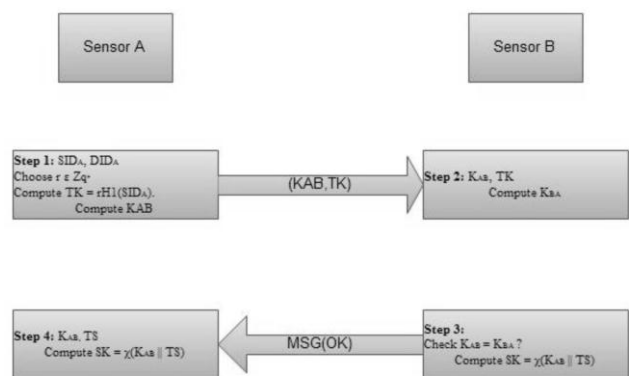 Sensor A
Sensor B
Step 1: SIDA, DIDA
Choose r ε Zq*
Compute TK = rH1(SIDA).
Compute KAB
(KAB,TK)
Step 2: KAB, TK
Compute KBA
Step 4: KAB, TS
Compute SK = χ(KAB || TS)
MSG(OK)
Step 3:
Check KAB = KBA ?
Compute SK = χ(KAB || TS)